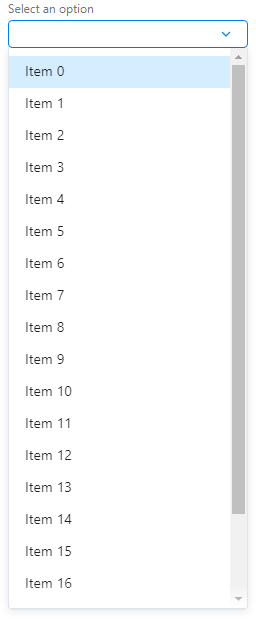 Select an option
Item 0
Item 1
Item 2
Item 3
Item 4
Item 5
Item 6
Item 7
Item 8
Item 9
Item 10
Item 11
Item 12
Item 13
Item 14
Item 15
Item 16